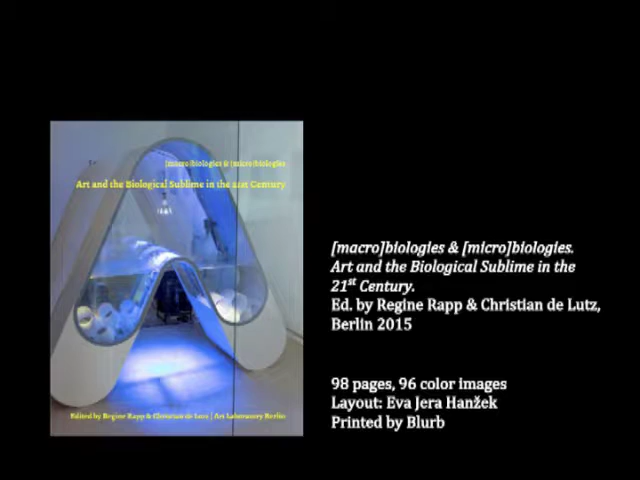 [macro]biologies & [micro]biologies
Art and the Biological Sublime in the 21st Century
Edited by Regine Rapp & Christian de Lutz | Art Laboratory Berlin
[macro]biologies & [micro]biologies.
Art and the Biological Sublime in the
21st Century.
Ed. by Regine Rapp & Christian de Lutz,
Berlin 2015
98 pages, 96 color images
Layout: Eva Jera Hanžek
Printed by Blurb